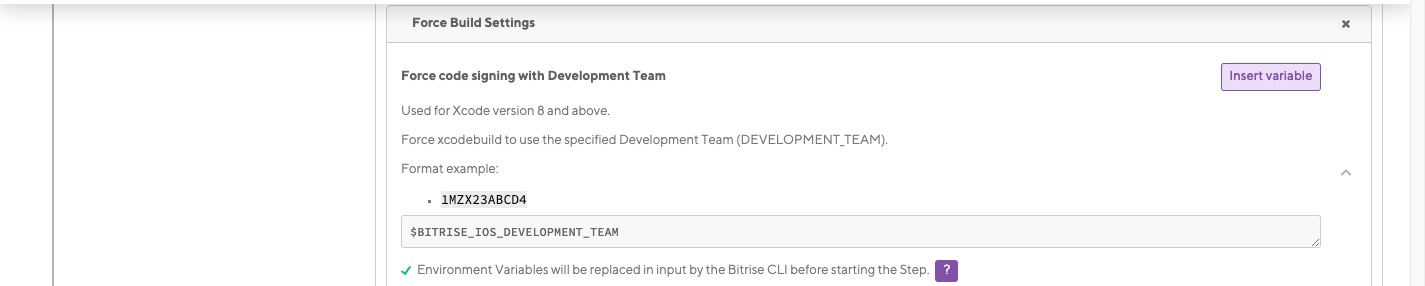 Force Build Settings
Force code signing with Development Team
Insert variable
Used for Xcode version 8 and above.
Force xcodebuild to use the specified Development Team (DEVELOPMENT_TEAM).
Format example:
1MZX23ABCD4
$BITRISE_IOS_DEVELOPMENT_TEAM
Environment Variables will be replaced in input by the Bitrise CLI before starting the Step. ?